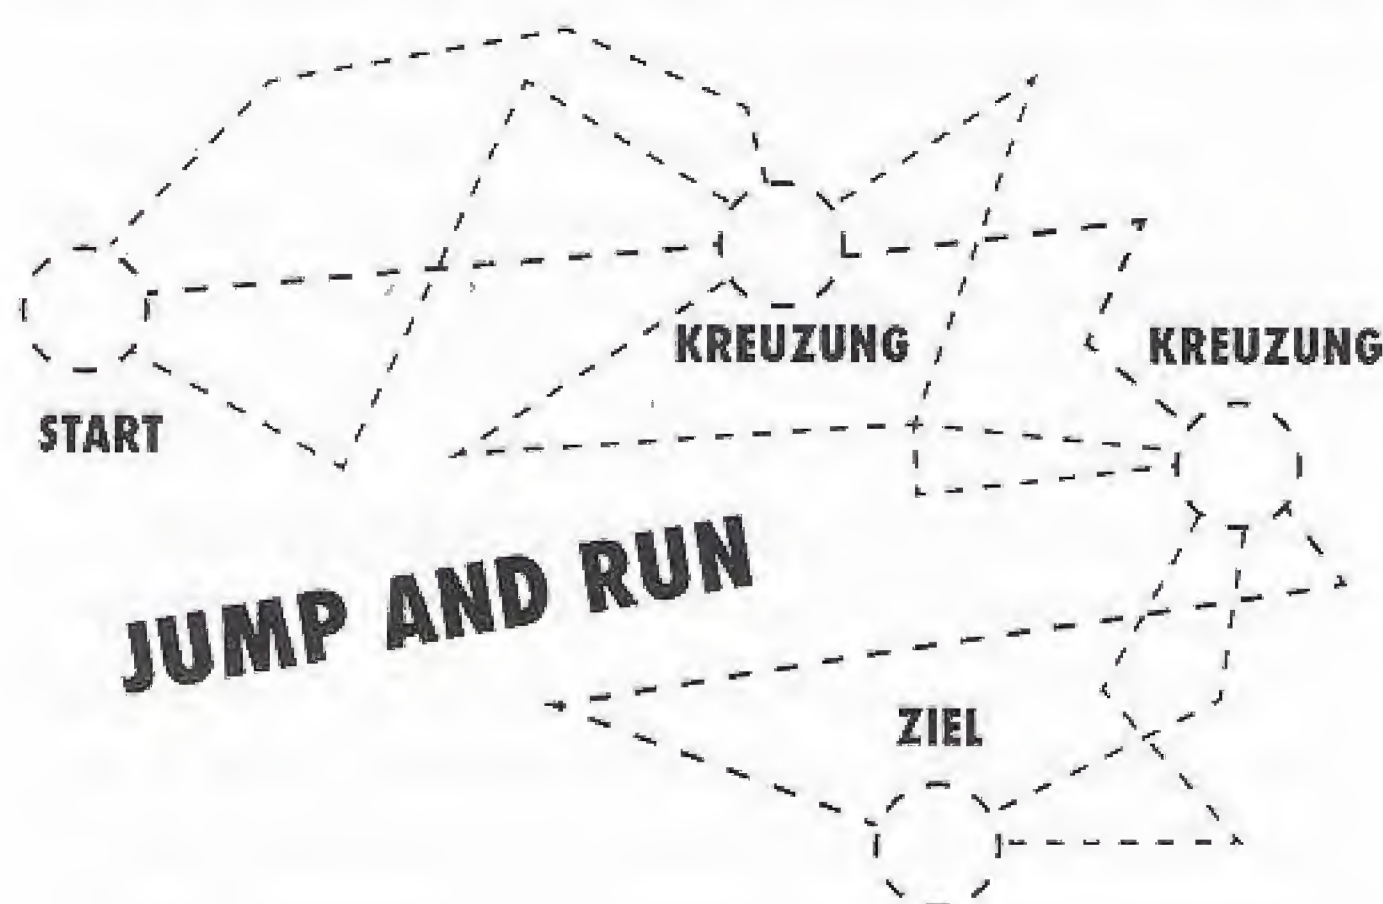 KREUZUNG
KREUZUNG
START
JUMP AND RUN
ZIEL